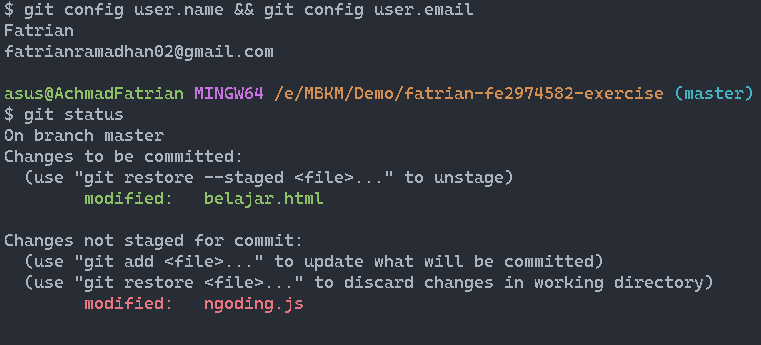 $ git config user.name && git config user.email
Fatrian
fatrianramadhan02@gmail.com
asus@AchmadFatrian MINGW64 /e/MBKM/Demo/fatrian-fe2974582-exercise (master)
$ git status
On branch master
Changes to be committed:
  (use "git restore --staged <file>..." to unstage)
        modified:   belajar.html

Changes not staged for commit:
  (use "git add <file>..." to update what will be committed)
  (use "git restore <file>..." to discard changes in working directory)
        modified:   ngoding.js